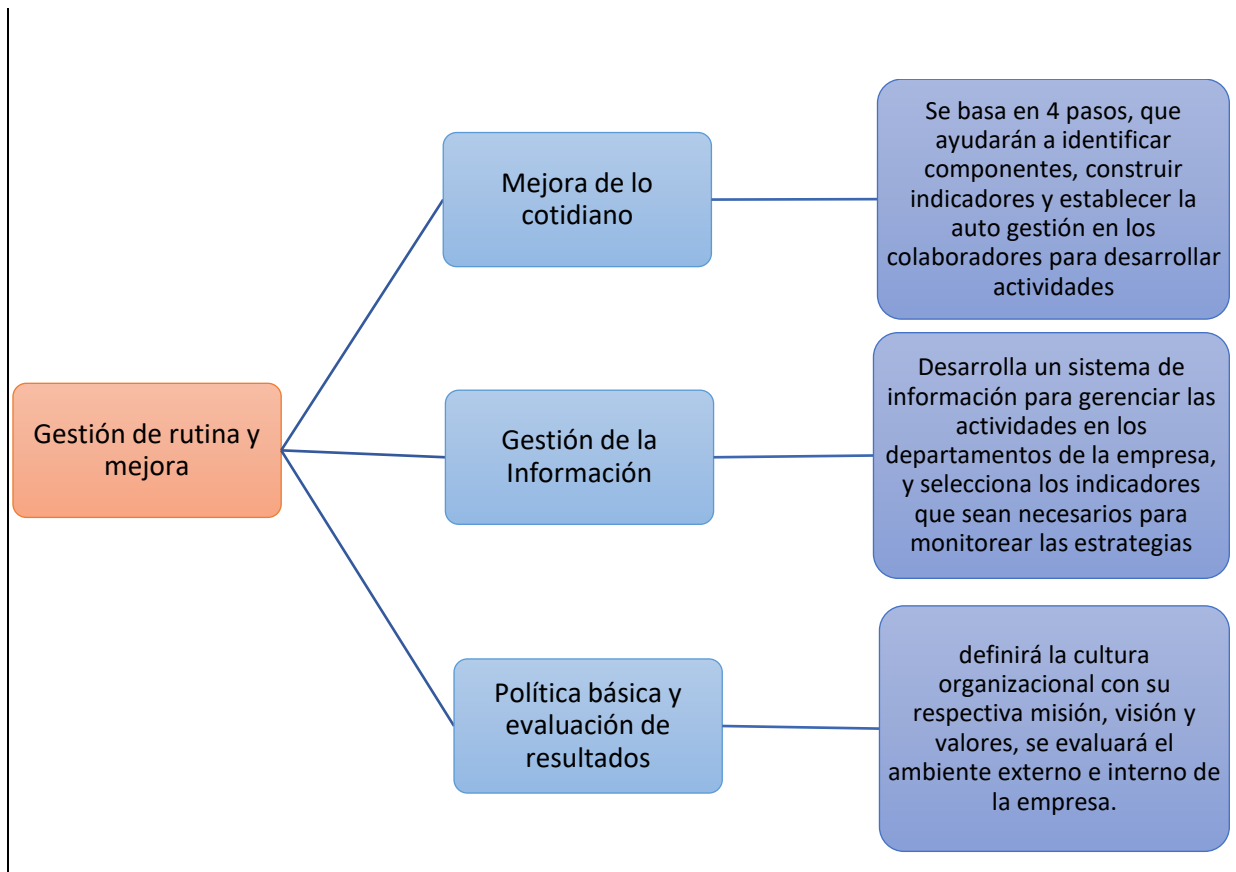 Gestión de rutina y
mejora
Mejora de lo
cotidiano
Se basa en 4 pasos, que
ayudarán a identificar
componentes, construir
indicadores y establecer la
auto gestión en los
colaboradores para desarrollar
actividades
Gestión de la
Información
Desarrolla un sistema de
información para gerenciar las
actividades en los
departamentos de la empresa,
y selecciona los indicadores
que sean necesarios para
monitorear las estrategias
Política básica y
evaluación de
resultados
definirá la cultura
organizacional con su
respectiva misión, visión y
valores, se evaluará el
ambiente externo e interno de
la empresa.